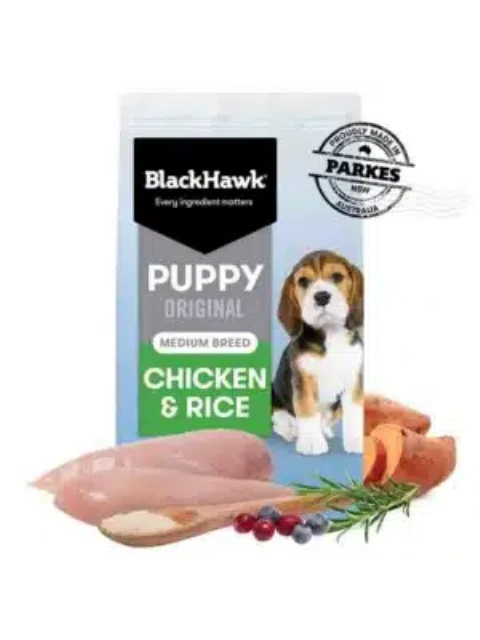 BlackHawk
Every ingredient matters
PUPPY
ORIGINAL
MEDIUM BREED
CHICKEN
& RICE
PROUDLY MADE IN
PARKES
NSW
AUSTRALIA